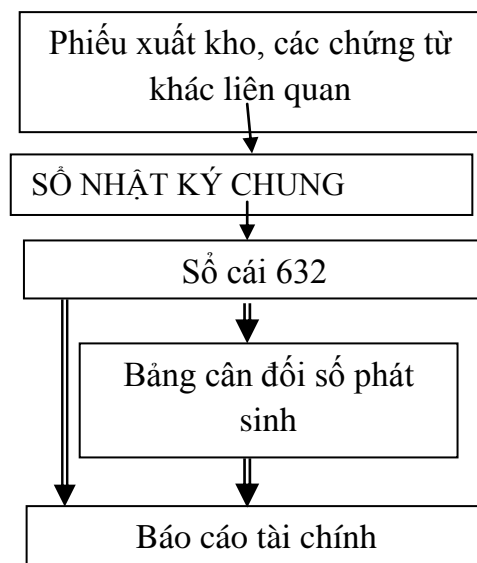 Phiếu xuất kho, các chứng từ
khác liên quan
SỔ NHẬT KÝ CHUNG
Sổ cái 632
Bảng cân đối số phát
sinh
Báo cáo tài chính